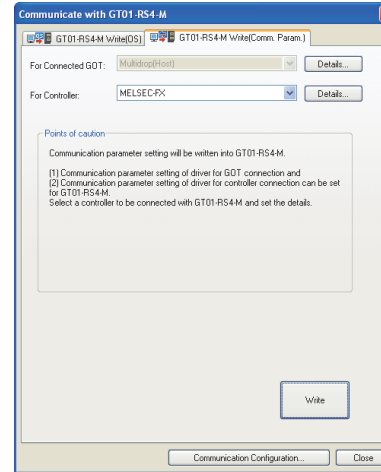 Communicate with GT01-RS4-M
GT01-RS4-M Write(OS) GT01-RS4-M Write(Comm. Param.)
For Connected GOT: Multidrop(Host) Details...
For Controller: MELSEC-FX Details...
Points of caution
Communication parameter setting will be written into GT01-RS4-M.
(1) Communication parameter setting of driver for GOT connection and
(2) Communication parameter setting of driver for controller connection can be set
for GT01-RS4-M.
Select a controller to be connected with GT01-RS4-M and set the details.
Write
Communication Configuration... Close